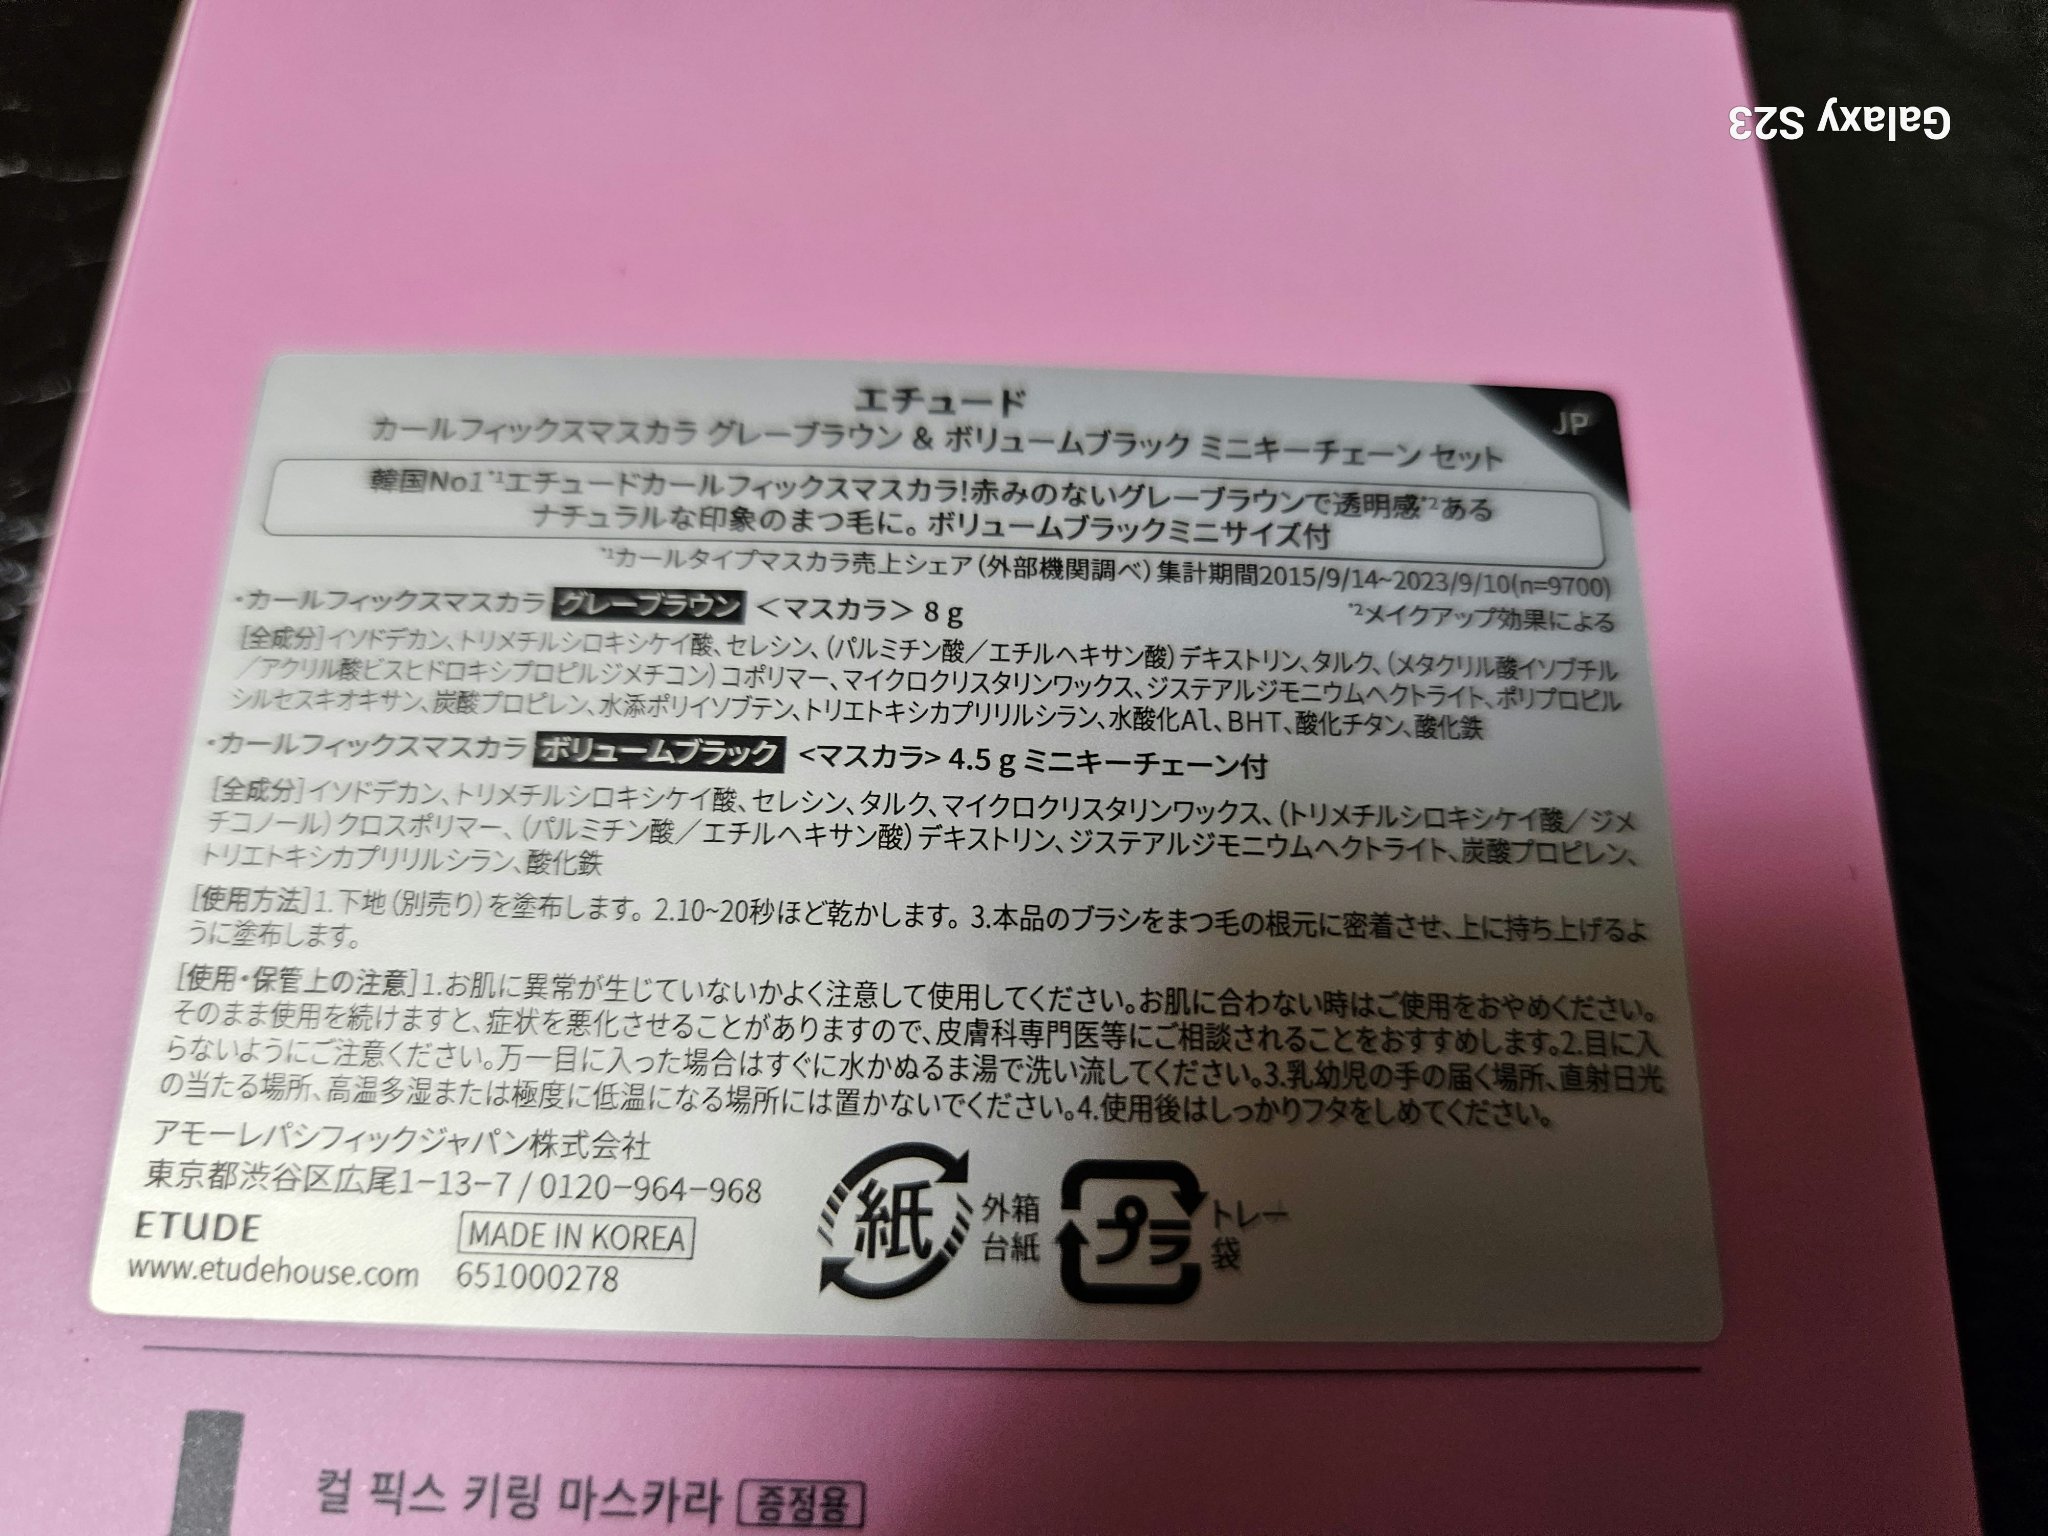 Galaxy S23
エチュード
JP
カールフィックスマスカラ グレーブラウン & ボリュームブラック ミニキーチェーン セット
韓国No1*1エチュードカールフィックスマスカラ!赤みのないグレーブラウンで透明感*2ある
ナチュラルな印象のまつ毛に。ボリュームブラックミニサイズ付
*1カールタイプマスカラ売上シェア(外部機関調べ)集計期間2015/9/14~2023/9/10(n=9700)
・カールフィックスマスカラ グレーブラウン <マスカラ> 8 g
*2メイクアップ効果による
[全成分]イソドデカン、トリメチルシロキシケイ酸、セレシン、(パルミチン酸/エチルヘキサン酸)デキストリン、タルク、(メタクリル酸イソブチル
/アクリル酸ビスヒドロキシプロピルジメチコン)コポリマー、マイクロクリスタリンワックス、ジステアルジモニウムヘクトライト、ポリプロピル
シルセスキオキサン、炭酸プロピレン、水添ポリイソブテン、トリエトキシカプリリルシラン、水酸化Al、BHT、酸化チタン、酸化鉄
・カールフィックスマスカラ ボリュームブラック <マスカラ> 4.5 g ミニキーチェーン付
[全成分]イソドデカン、トリメチルシロキシケイ酸、セレシン、タルク、マイクロクリスタリンワックス、(トリメチルシロキシケイ酸/ジメ
チコノール)クロスポリマー、(パルミチン酸/エチルヘキサン酸)デキストリン、ジステアルジモニウムヘクトライト、炭酸プロピレン、
トリエトキシカプリリルシラン、酸化鉄
[使用方法]1.下地(別売り)を塗布します。2.10~20秒ほど乾かします。3.本品のブラシをまつ毛の根元に密着させ、上に持ち上げるよ
うに塗布します。
[使用・保管上の注意]1.お肌に異常が生じていないかよく注意して使用してください。お肌に合わない時はご使用をおやめください。
そのまま使用を続けますと、症状を悪化させることがありますので、皮膚科専門医等にご相談されることをおすすめします。2.目に入
らないようにご注意ください。万一目に入った場合はすぐに水かぬるま湯で洗い流してください。3.乳幼児の手の届く場所、直射日光
の当たる場所、高温多湿または極度に低温になる場所には置かないでください。4.使用後はしっかりフタをしめてください。
アモーレパシフィックジャパン株式会社
東京都渋谷区広尾1-13-7 / 0120-964-968
ETUDE MADE IN KOREA
www.etudehouse.com 651000278
紙 外箱
台紙
プラ トレー
袋
컬 픽스 키링 마스카라 증정용